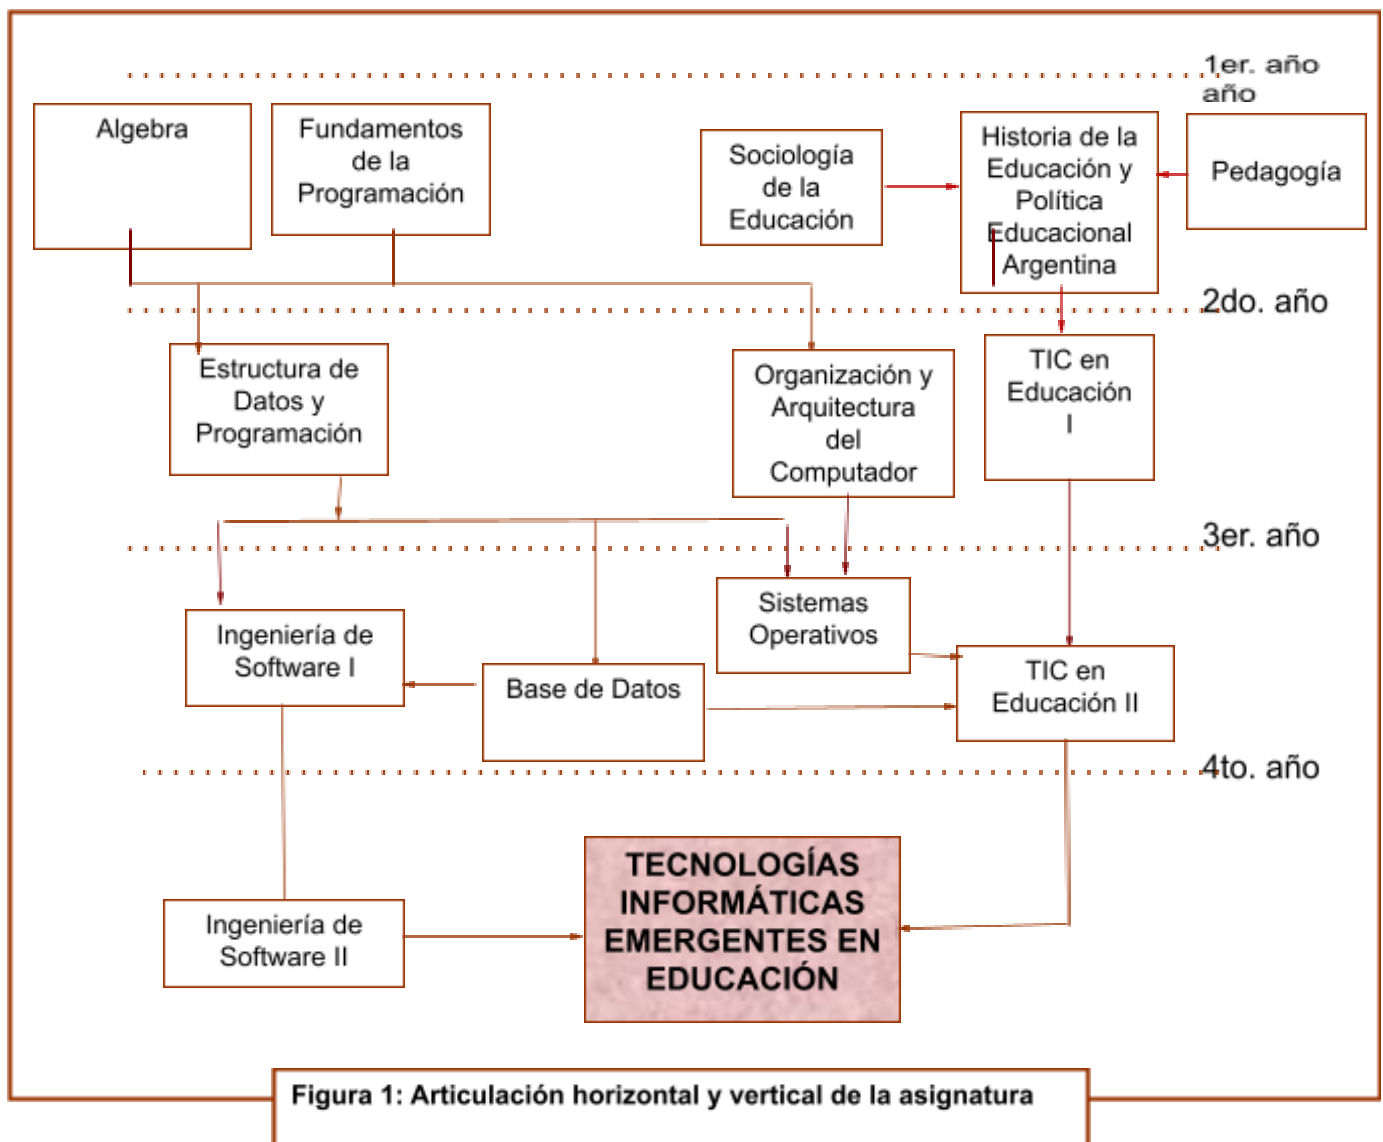 1er. año
año
Algebra
Fundamentos
de la
Programación
Sociología
de la
Educación
Historia de la
Educación y
Política
Educacional
Argentina
Pedagogía
2do. año
Estructura de
Datos y
Programación
Organización y
Arquitectura
del
Computador
TIC en
Educación
I
3er. año
Ingeniería de
Software I
Base de Datos
Sistemas
Operativos
TIC en
Educación II
4to. año
Ingeniería de
Software II
TECNOLOGÍAS
INFORMÁTICAS
EMERGENTES EN
EDUCACIÓN
Figura 1: Articulación horizontal y vertical de la asignatura